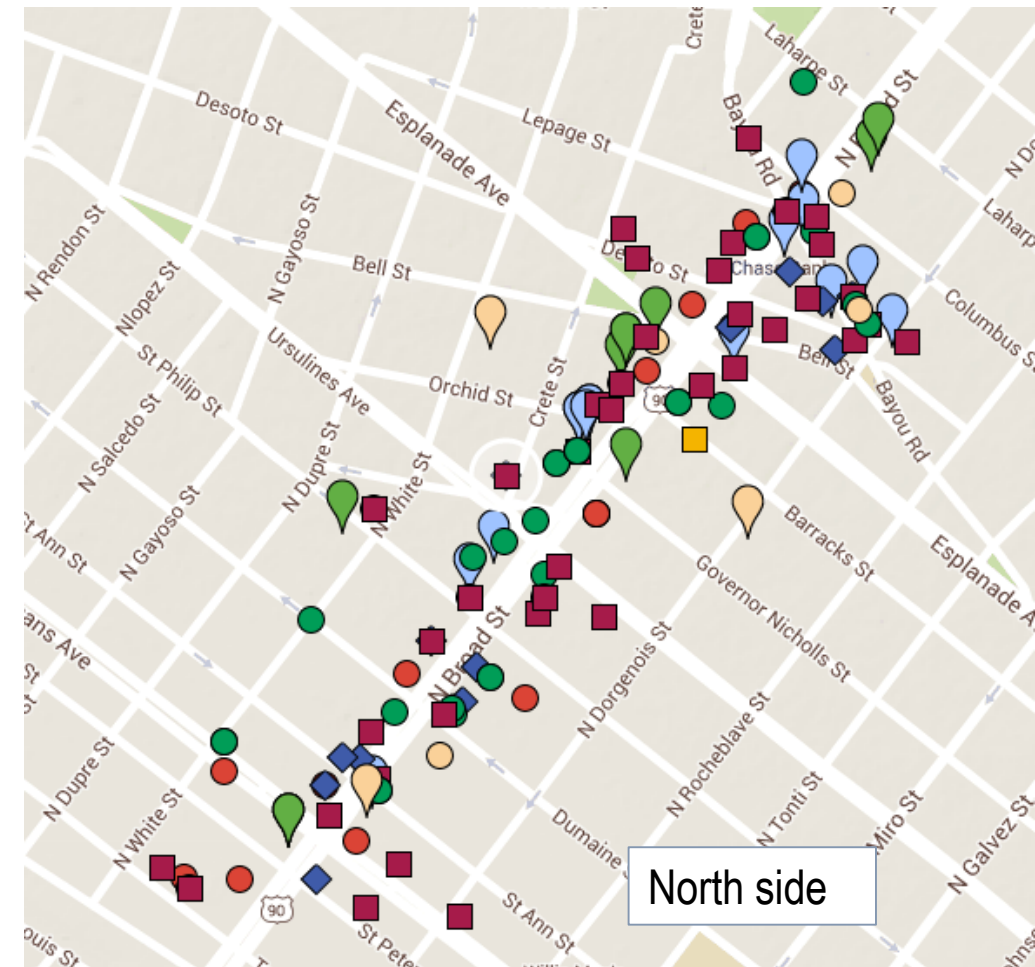 Crete
Laharpe St
Desoto St
Esplanade Ave
Lepage St
N Rendon St
N Gayoso St
Nlopez St
Bell St
Laharpe
Columbus St
Bell St
St Philip St
Ursulines Ave
Orchid St
Crete St
90
Bayou Rd
N Salcedo St
N Dupre St
N White St
St Ann St
N Gayoso St
Barracks St
Esplanade A
Governor Nicholls St
N Broad St
N Dorgenois St
N Rocheblave St
N Tonti St
Miro St
N Galvez St
N Dupre St
N White St
Dumaine
North side
90
St Ann St
St Peter